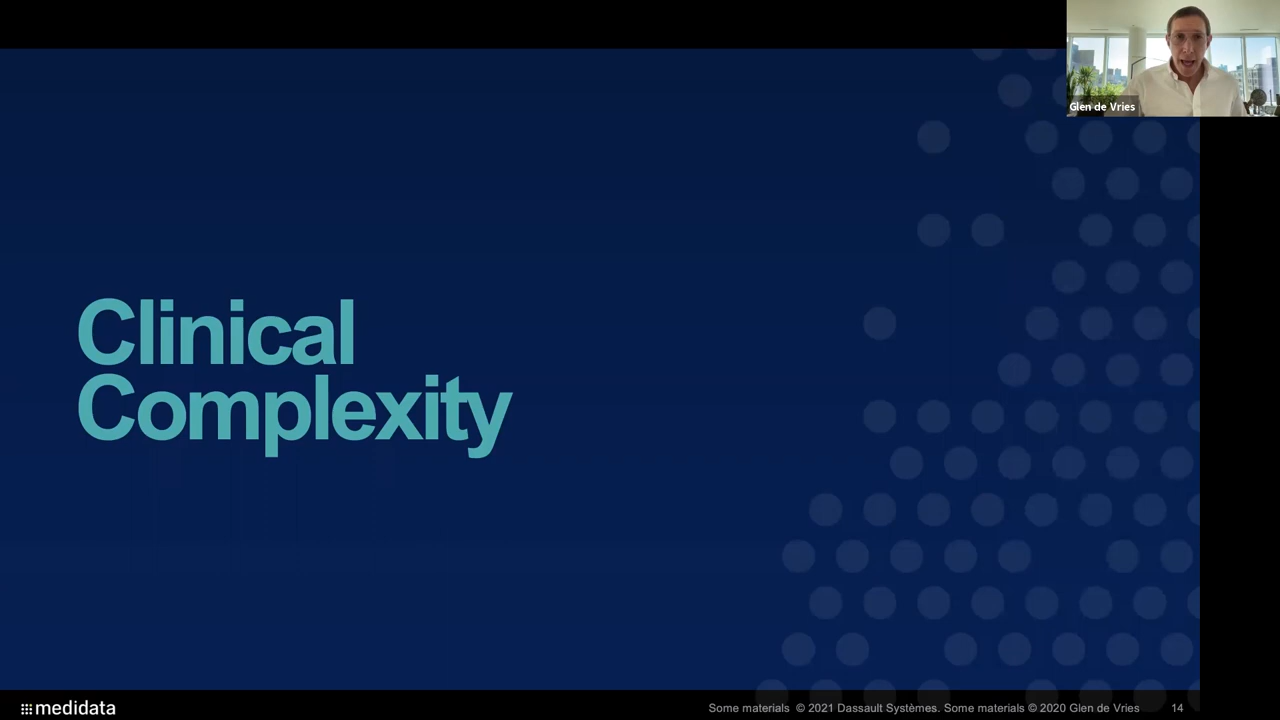 Glen de Vries
Clinical
Complexity
medidata
Some materials © 2021 Dassault Systèmes. Some materials © 2020 Glen de Vries
14